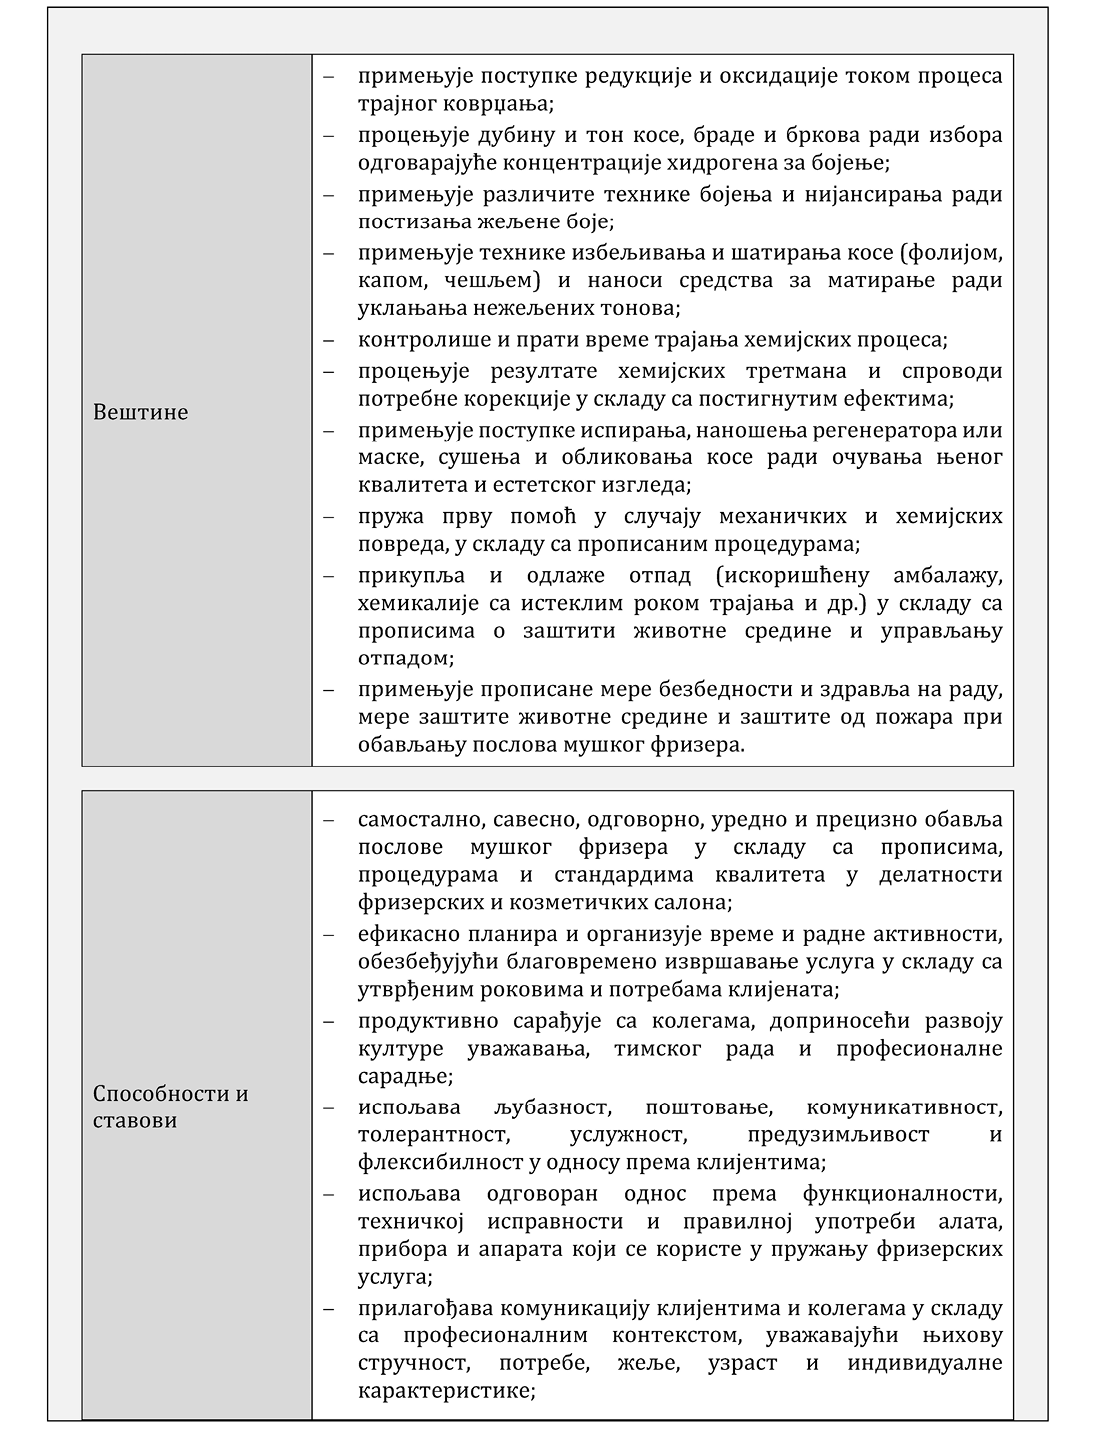 Вештине
– примењује поступке редукције и оксидације током процеса
трајног коврџања;
– процењује дубину и тон косе, браде и бркова ради избора
одговарајуће концентрације хидрогена за бојење;
– примењује различите технике бојења и нијансирања ради
постизања жељене боје;
– примењује технике избељивања и шатирања косе (фолијом,
капом, чешљем) и наноси средства за матирање ради
уклањања нежељених тонова;
– контролише и прати време трајања хемијских процеса;
– процењује резултате хемијских третмана и спроводи
потребне корекције у складу са постигнутим ефектима;
– примењује поступке испирања, наношења регенератора или
маске, сушења и обликовања косе ради очувања њеног
квалитета и естетског изгледа;
– пружа прву помоћ у случају механичких и хемијских
повреда, у складу са прописаним процедурама;
– прикупља и одлаже отпад (искоришћену амбалажу,
хемикалије са истеклим роком трајања и др.) у складу са
прописима о заштити животне средине и управљању
отпадом;
– примењује прописане мере безбедности и здравља на раду,
мере заштите животне средине и заштите од пожара при
обављању послова мушког фризера.
Способности и
ставови
– самостално, савесно, одговорно, уредно и прецизно обавља
послове мушког фризера у складу са прописима,
процедурама и стандардима квалитета у делатности
фризерских и козметичких салона;
– ефикасно планира и организује време и радне активности,
обезбеђујући благовремено извршавање услуга у складу са
утврђеним роковима и потребама клијената;
– продуктивно сарађује са колегама, доприносећи развоју
културе уважавања, тимског рада и професионалне
сарадње;
– испољава љубазност, поштовање, комуникативност,
толерантност, услужност, предузимљивост и
флексибилност у односу према клијентима;
– испољава одговоран однос према функционалности,
техничкој исправности и правилној употреби алата,
прибора и апарата који се користе у пружању фризерских
услуга;
– прилагођава комуникацију клијентима и колегама у складу
са професионалним контекстом, уважавајући њихову
стручност, потребе, жеље, узраст и индивидуалне
карактеристике;